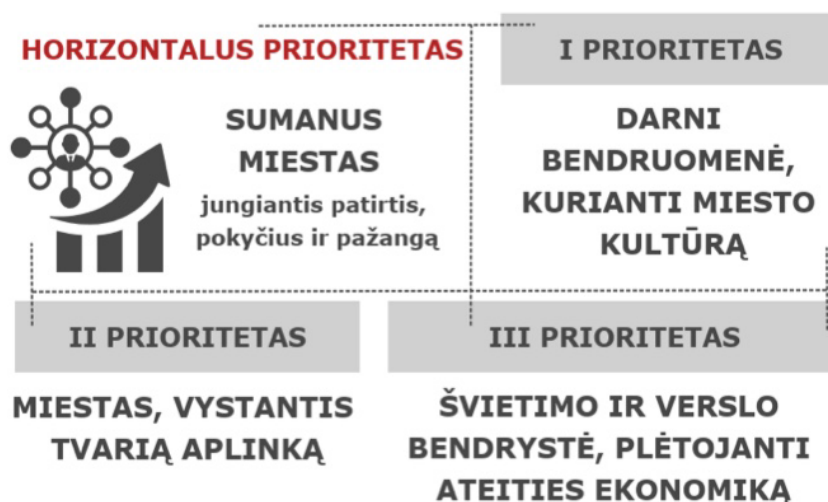 HORIZONTALUS PRIORITETAS
SUMANUS
MIESTAS
jungiantis patirtis,
pokyčius ir pažangą
I PRIORITETAS
DARNI
BENDRUOMENĖ,
KURIANTI MIESTO
KULTŪRĄ
II PRIORITETAS
MIESTAS, VYSTANTIS
TVARIĄ APLINKĄ
III PRIORITETAS
ŠVIETIMO IR VERSLO
BENDRYSTĖ, PLĖTOJANTI
ATEITIES EKONOMIKĄ